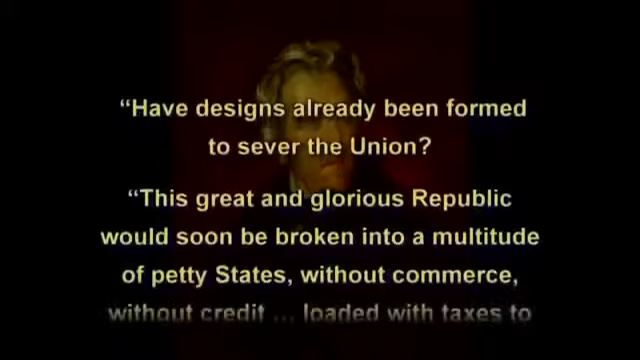 “Have designs already been formed
to sever the Union?
“This great and glorious Republic
would soon be broken into a multitude
of petty States, without commerce,
without credit ... loaded with taxes to